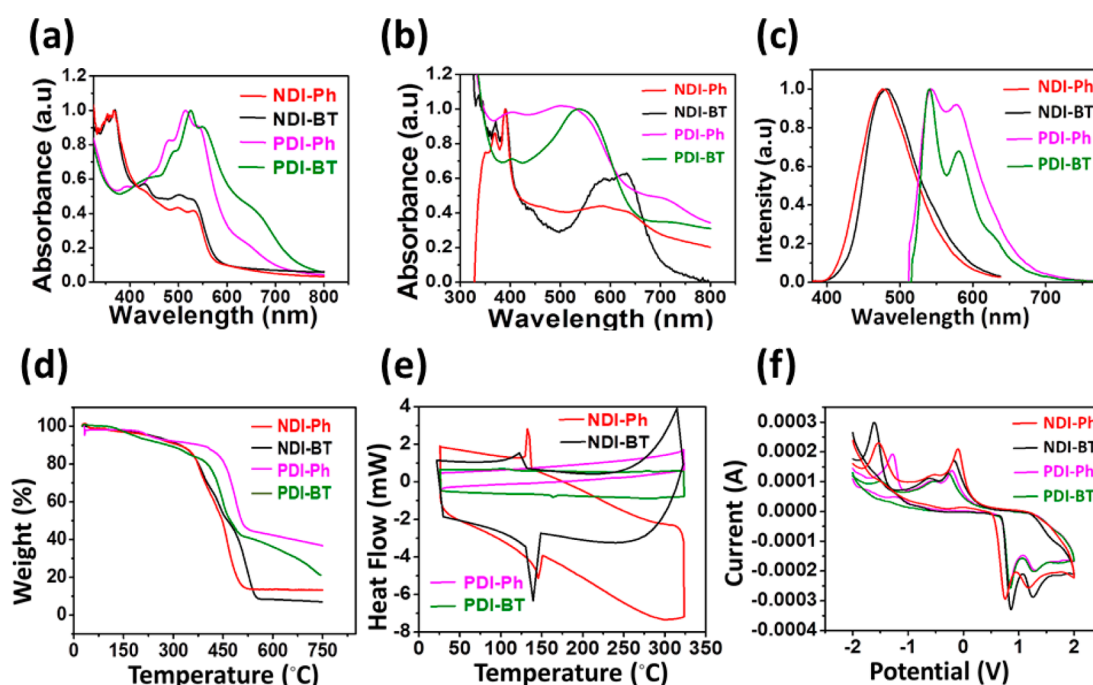 (a)
1.2
1.0
0.8
0.6
0.4
0.2
0.0
Absorbance (a.u)
NDI-Ph
NDI-BT
PDI-Ph
PDI-BT
400 500 600 700 800
Wavelength (nm)
(b)
1.2
1.0
0.8
0.6
0.4
0.2
0.0
Absorbance (a.u)
NDI-Ph
NDI-BT
PDI-Ph
PDI-BT
300 400 500 600 700 800
Wavelength (nm)
(c)
1.0
0.8
0.6
0.4
0.2
0.0
Intensity (a.u)
NDI-Ph
NDI-BT
PDI-Ph
PDI-BT
400 500 600 700
Wavelength (nm)
(d)
100
80
60
40
20
0
Weight (%)
NDI-Ph
NDI-BT
PDI-Ph
PDI-BT
0 150 300 450 600 750
Temperature (°C)
(e)
4
2
0
-2
-4
-6
-8
Heat Flow (mW)
NDI-Ph
NDI-BT
PDI-Ph
PDI-BT
0 50 100 150 200 250 300 350
Temperature (°C)
(f)
0.0003
0.0002
0.0001
0.0000
-0.0001
-0.0002
-0.0003
-0.0004
Current (A)
NDI-Ph
NDI-BT
PDI-Ph
PDI-BT
-2 -1 0 1 2
Potential (V)